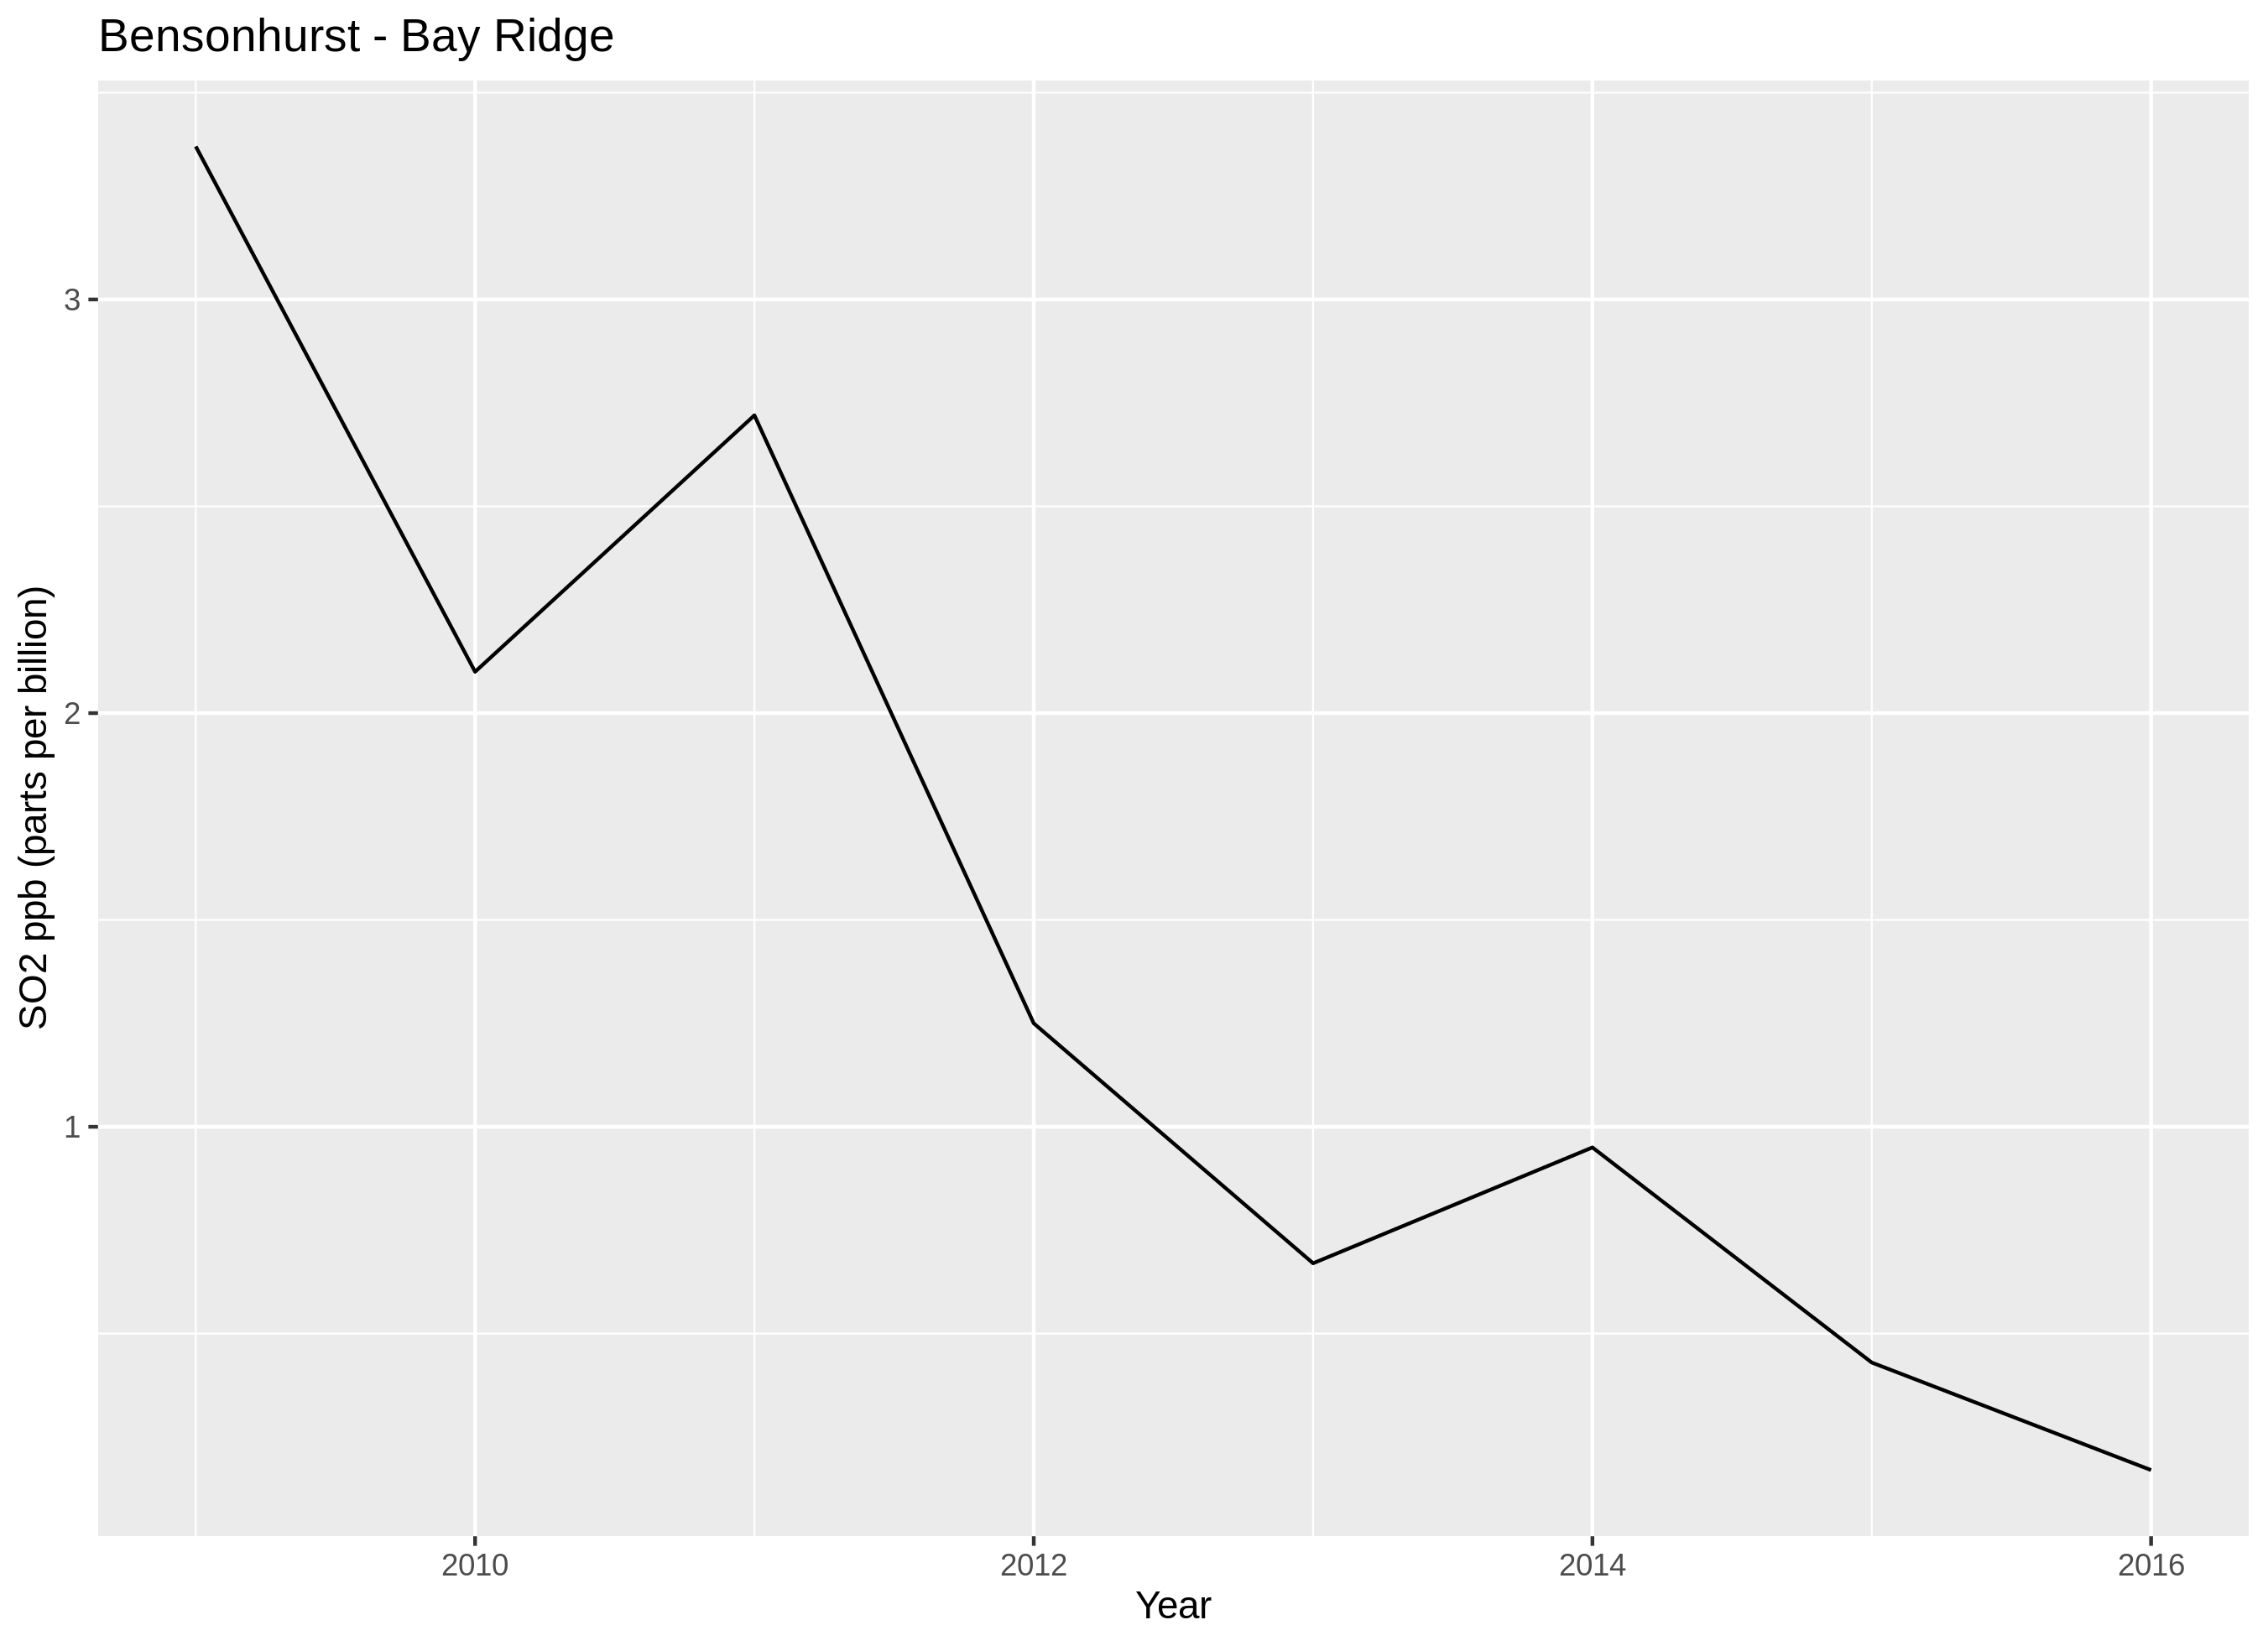 Bensonhurst - Bay Ridge
SO2 ppb (parts per billion)
3
2
1
2010
2012
2014
2016
Year